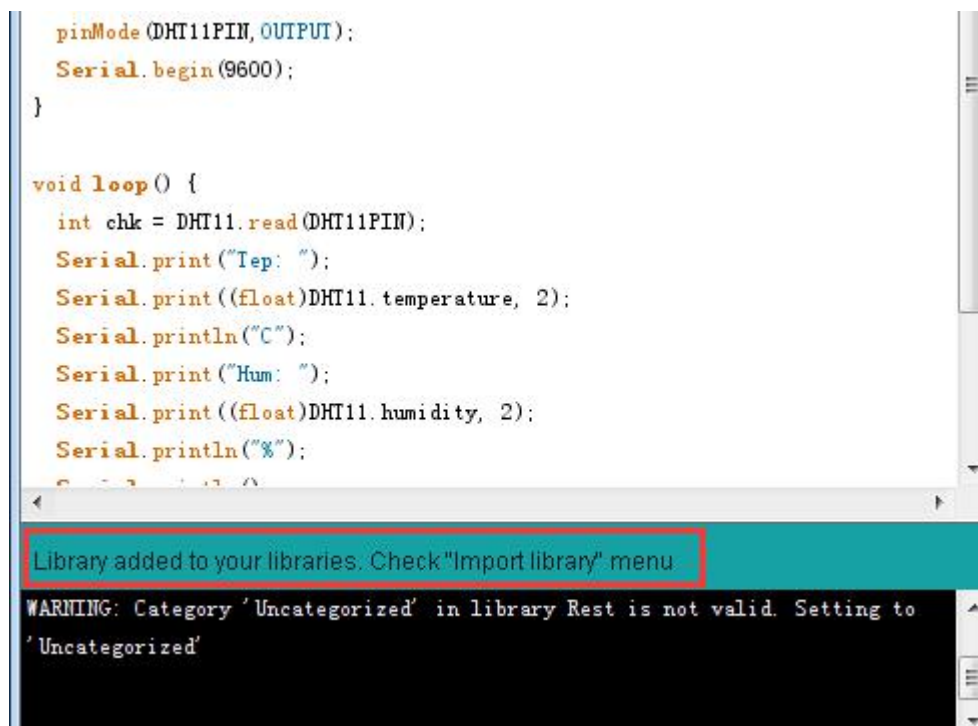 pinMode(DHT11PIN,OUTPUT);
Serial.begin(9600);
}
void loop() {
int chk = DHT11.read(DHT11PIN);
Serial.print("Tep: ");
Serial.print((float)DHT11.temperature, 2);
Serial.println("C");
Serial.print("Hum: ");
Serial.print((float)DHT11.humidity, 2);
Serial.println("%");
Library added to your libraries. Check "Import library" menu
WARNING: Category 'Uncategorized' in library Rest is not valid. Setting to
'Uncategorized'